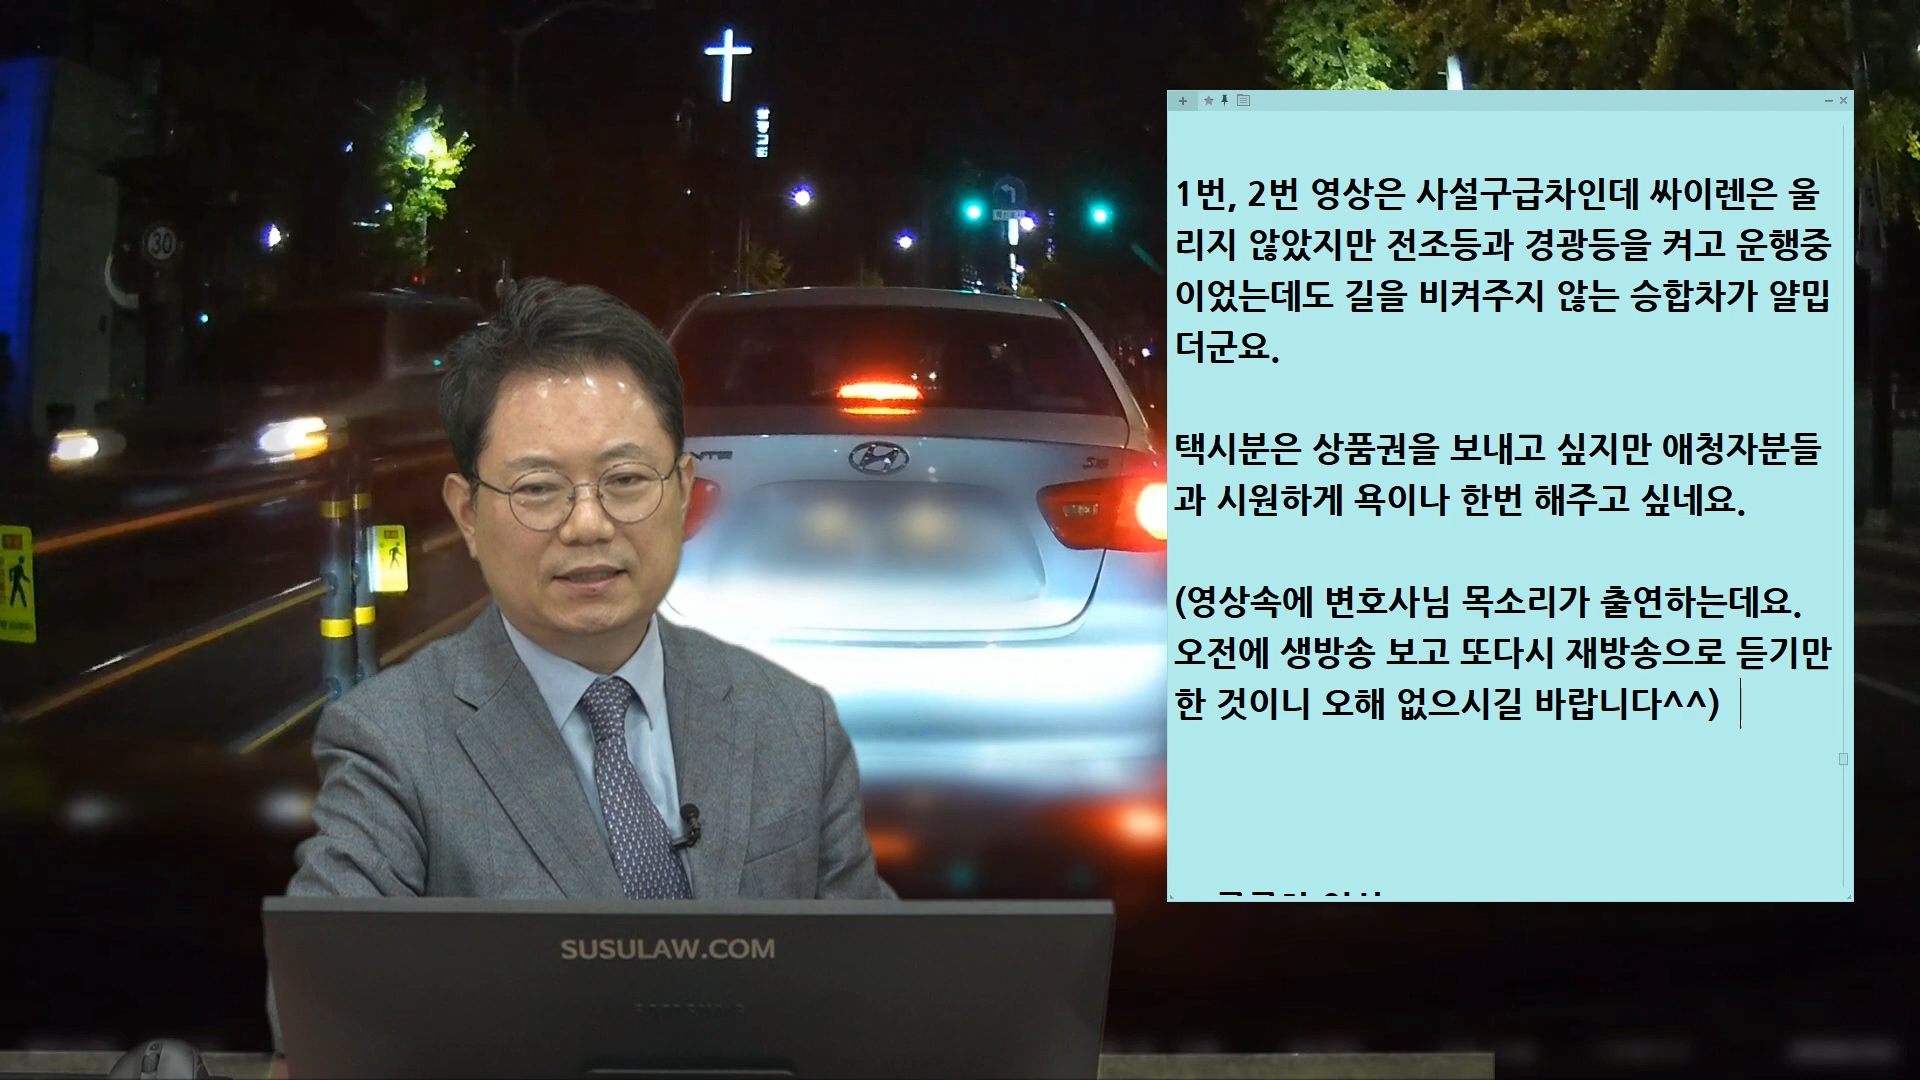 30
1번, 2번 영상은 사설구급차인데 싸이렌은 울
리지 않았지만 전조등과 경광등을 켜고 운행중
이었는데도 길을 비켜주지 않는 승합차가 얄밉
더군요.
택시분은 상품권을 보내고 싶지만 애청자분들
과 시원하게 욕이나 한번 해주고 싶네요.
(영상속에 변호사님 목소리가 출연하는데요.
오전에 생방송 보고 또다시 재방송으로 듣기만
한 것이니 오해 없으시길 바랍니다^^)
SUSULAW.COM